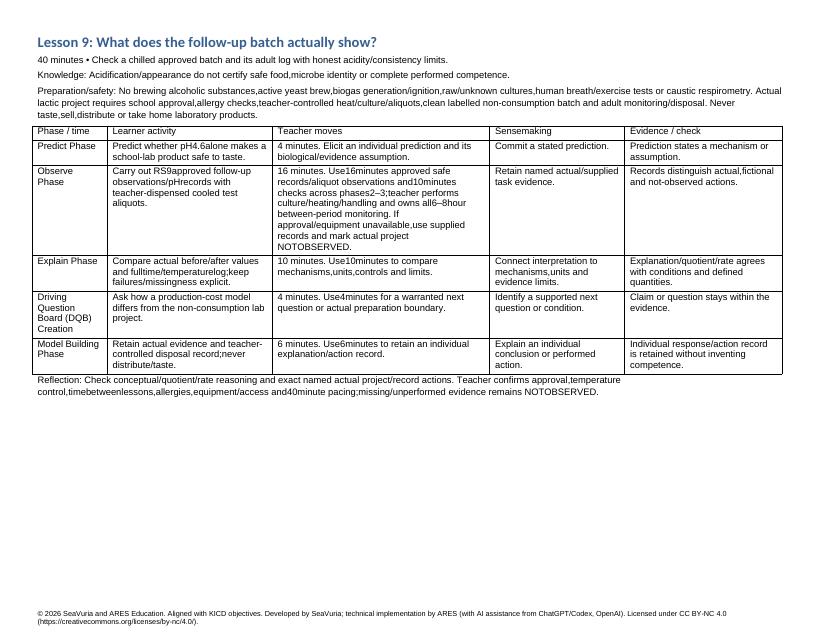 Lesson 9: What does the follow-up batch actually show?
40 minutes • Check a chilled approved batch and its adult log with honest acidity/consistency limits.
Knowledge: Acidification/appearance do not certify safe food,microbe identity or complete performed competence.
Preparation/safety: No brewing alcoholic substances,active yeast brew,biogas generation/ignition,raw/unknown cultures,human breath/exercise tests or caustic respirometry. Actual
lactic project requires school approval,allergy checks,teacher-controlled heat/culture/aliquots,clean labelled non-consumption batch and adult monitoring/disposal. Never
taste,sell,distribute or take home laboratory products.
Phase / time
Learner activity
Teacher moves
Sensemaking
Evidence / check
Predict Phase
Predict whether pH4.6alone makes a
school-lab product safe to taste.
4 minutes. Elicit an individual prediction and its
biological/evidence assumption.
Commit a stated prediction.
Prediction states a mechanism or
assumption.
Observe
Phase
Carry out RS9approved follow-up
observations/pHrecords with
teacher-dispensed cooled test
aliquots.
16 minutes. Use16minutes approved safe
records/aliquot observations and10minutes
checks across phases2–3;teacher performs
culture/heating/handling and owns all6–8hour
between-period monitoring. If
approval/equipment unavailable,use supplied
records and mark actual project
NOTOBSERVED.
Retain named actual/supplied
task evidence.
Records distinguish actual,fictional
and not-observed actions.
Explain Phase
Compare actual before/after values
and fulltime/temperaturelog;keep
failures/missingness explicit.
10 minutes. Use10minutes to compare
mechanisms,units,controls and limits.
Connect interpretation to
mechanisms,units and
evidence limits.
Explanation/quotient/rate agrees
with conditions and defined
quantities.
Driving
Question
Board (DQB)
Creation
Ask how a production-cost model
differs from the non-consumption lab
project.
4 minutes. Use4minutes for a warranted next
question or actual preparation boundary.
Identify a supported next
question or condition.
Claim or question stays within the
evidence.
Model Building
Phase
Retain actual evidence and teacher-
controlled disposal record;never
distribute/taste.
6 minutes. Use6minutes to retain an individual
explanation/action record.
Explain an individual
conclusion or performed
action.
Individual response/action record
is retained without inventing
competence.
Reflection: Check conceptual/quotient/rate reasoning and exact named actual project/record actions. Teacher confirms approval,temperature
control,timebetweenlessons,allergies,equipment/access and40minute pacing;missing/unperformed evidence remains NOTOBSERVED.
© 2026 SeaVuria and ARES Education. Aligned with KICD objectives. Developed by SeaVuria; technical implementation by ARES (with AI assistance from ChatGPT/Codex, OpenAI). Licensed under CC BY-NC 4.0
(https://creativecommons.org/licenses/by-nc/4.0/).